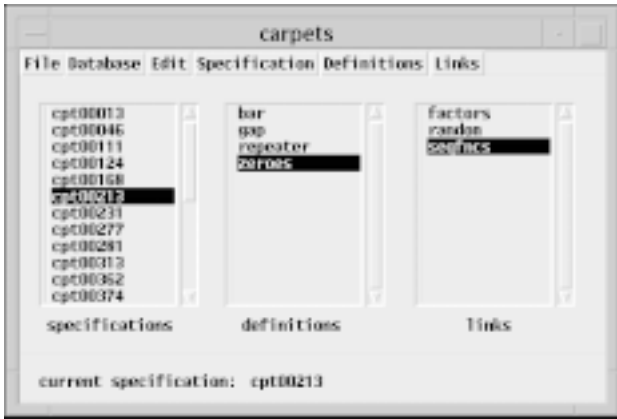 carpets
File Database Edit Specification Definitions Links
cpt00013
cpt00046
cpt00111
cpt00124
cpt00168
cpt00213
cpt00231
cpt00277
cpt00281
cpt00313
cpt00362
cpt00374
specifications
bar
gap
repeater
zeroes
definitions
factors
random
seqfncs
links
current specification: cpt00213